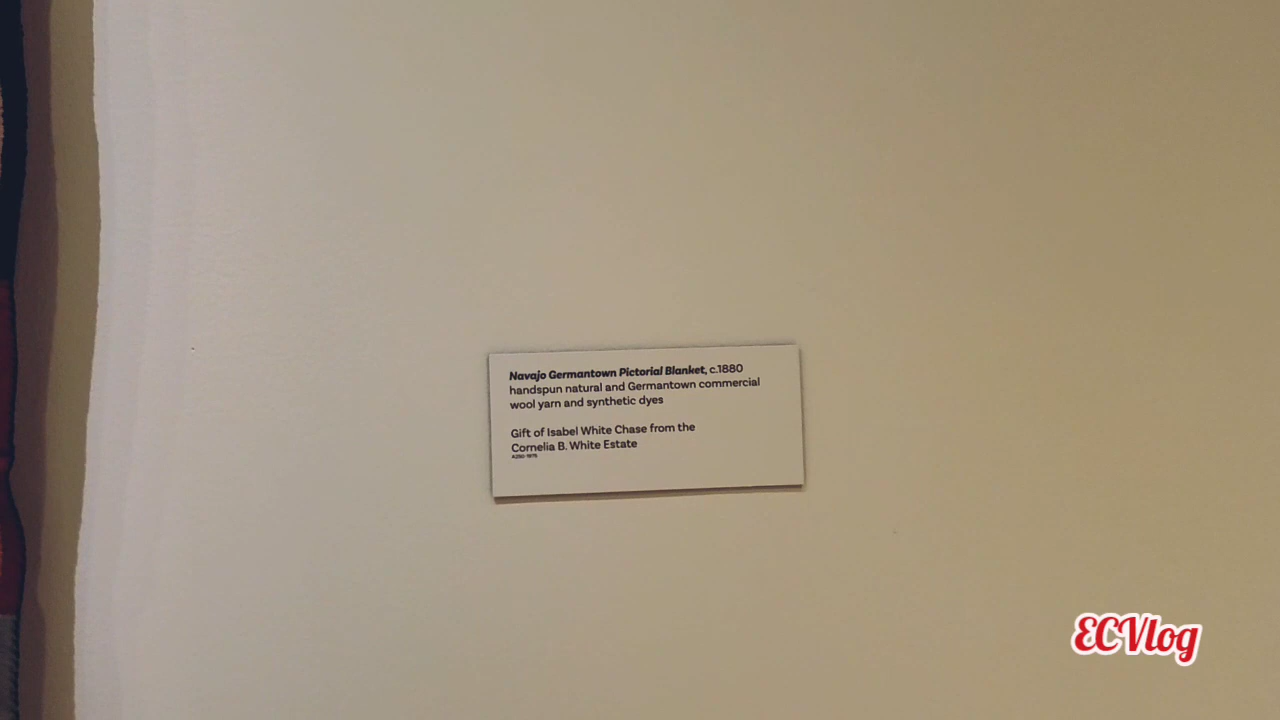 Navajo Germantown Pictorial Blanket, c.1880
handspun natural and Germantown commercial
wool yarn and synthetic dyes
Gift of Isabel White Chase from the
Cornelia B. White Estate
ECVlog